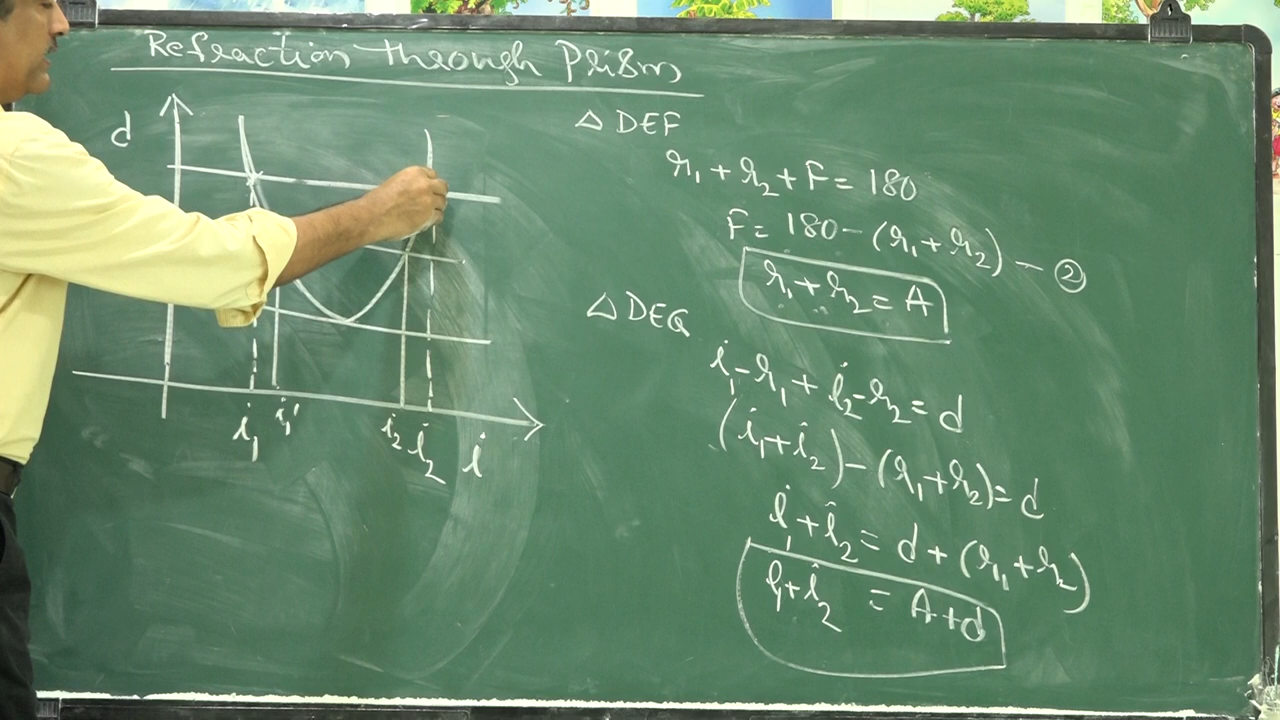 Refraction through Prism
d
i₁ i₁' i₂ i₂ i
△ DEF
r₁ + r₂ + F = 180
F = 180 - (r₁ + r₂) - ②
r₁ + r₂ = A
△ DEQ
i₁ - r₁ + i₂ - r₂ = d
(i₁ + i₂) - (r₁ + r₂) = d
i₁ + i₂ = d + (r₁ + r₂)
i₁ + i₂ = A + d